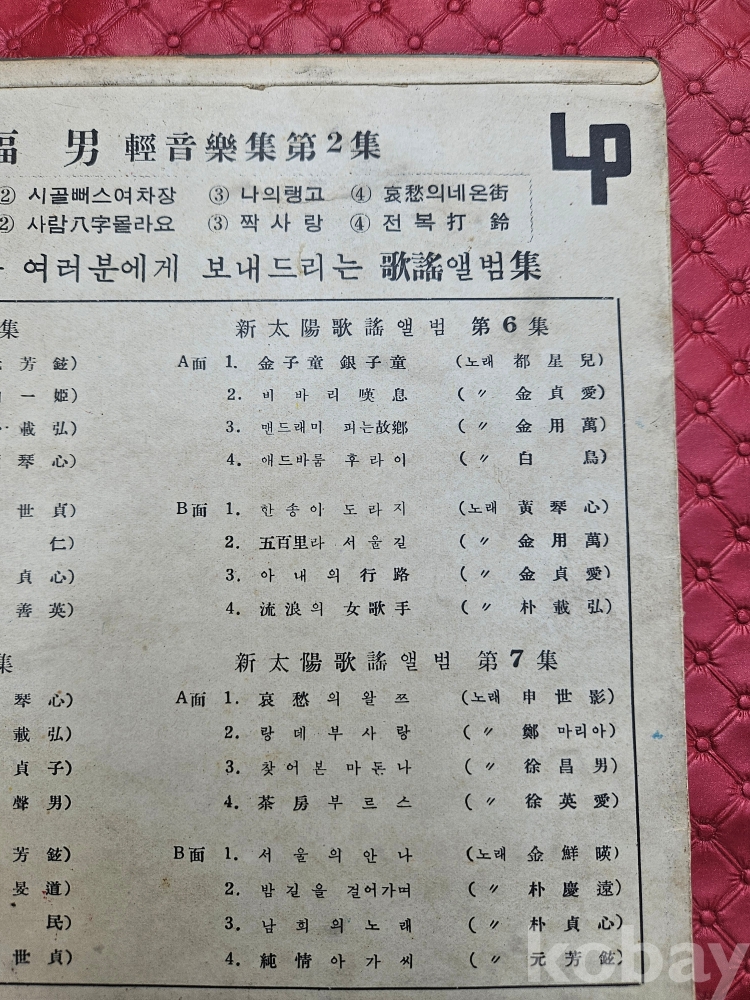 福 男 輕音樂集第2集
LP
② 시골뻐스여차장 ③ 나의탱고 ④ 哀愁의네온街
② 사람八字몰라요 ③ 짝사랑 ④ 전복打鈴
여러분에게 보내드리는 歌謠앨범集
集
芳鉉)
一姬
載弘)
琴心)
世貞)
仁)
貞心)
善英)
新太陽歌謠앨범 第6集
A面 1. 金子童銀子童 (노래 都星兒)
2. 비바리嘆息 (〃 金貞愛)
3. 맨드래미 피는故鄕 (〃 金用萬)
4. 애드바룸 후라이 (〃 白鳥)
B面 1. 한송이 도라지 (노래 黃琴心)
2. 五百里라 서울길 (〃 金用萬)
3. 아내의 行路 (〃 金貞愛)
4. 流浪의 女歌手 (〃 朴載弘)
集
琴心)
載弘)
貞子)
聲男)
芳鉉)
旻道)
民)
世貞)
新太陽歌謠앨범 第7集
A面 1. 哀愁의 왈쯔 (노래 申世影)
2. 랑데부사랑 (〃 鄭마리아)
3. 찾어본 마돈나 (〃 徐昌男)
4. 茶房부르스 (〃 徐英愛)
B面 1. 서울의안나 (노래 金鮮暎)
2. 밤길을 걸어가며 (〃 朴慶遠)
3. 남희의노래 (〃 朴貞心)
4. 純情아가씨 (〃 元芳鉉)
kobay